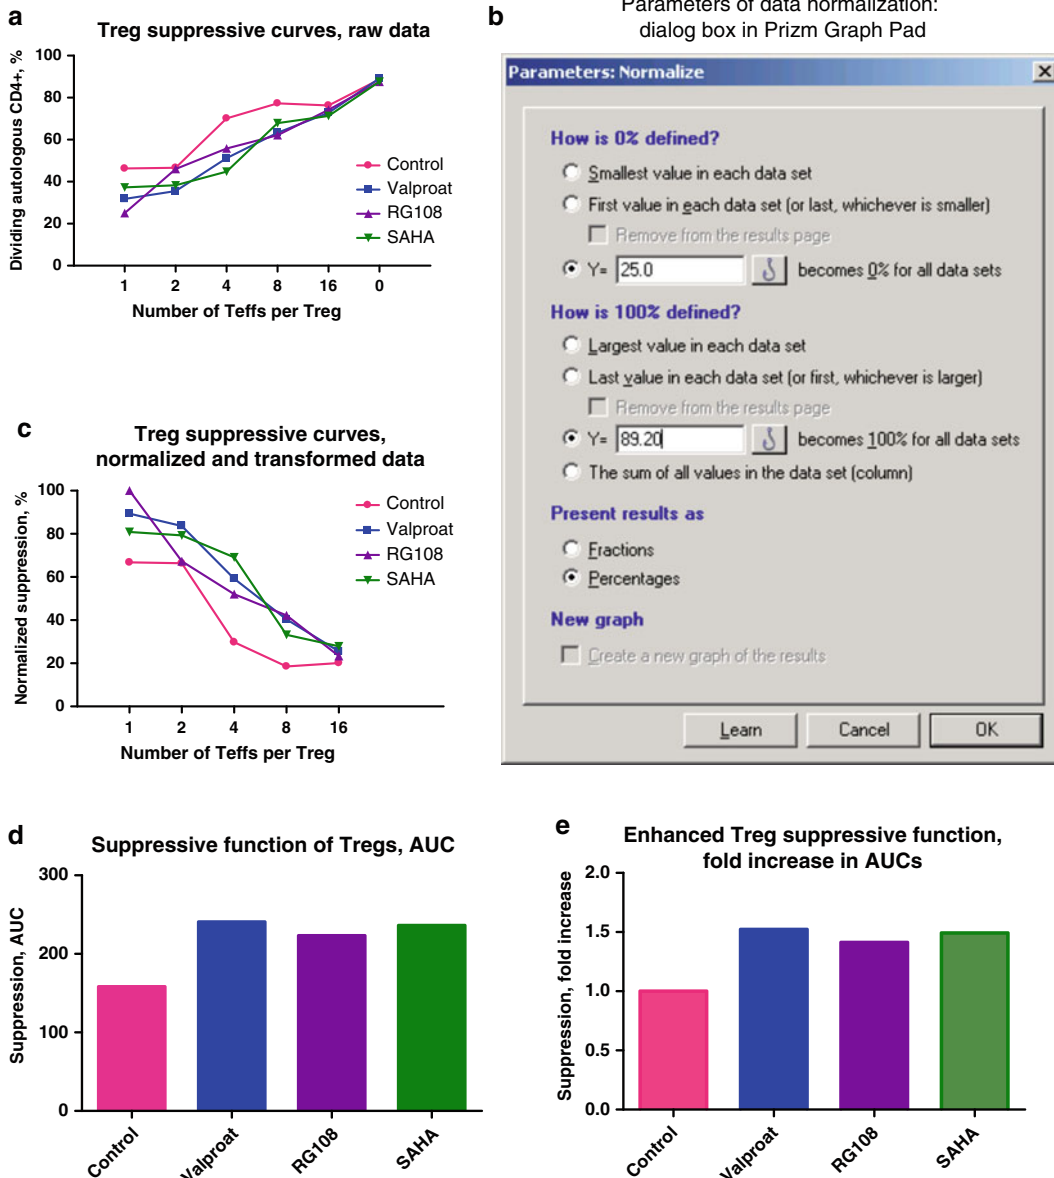 a
Treg suppressive curves, raw data
Dividing autologous CD4+, %
100
80
60
40
20
0
1 2 4 8 16 0
Number of Teffs per Treg
Control
Valproat
RG108
SAHA
b
Parameters of data normalization:
dialog box in Prizm Graph Pad
Parameters: Normalize
How is 0% defined?
Smallest value in each data set
First value in each data set (or last, whichever is smaller)
Remove from the results page
Y= 25.0 becomes 0% for all data sets
How is 100% defined?
Largest value in each data set
Last value in each data set (or first, whichever is larger)
Remove from the results page
Y= 89.20 becomes 100% for all data sets
The sum of all values in the data set (column)
Present results as
Fractions
Percentages
New graph
Create a new graph of the results
Learn Cancel OK
c
Treg suppressive curves,
normalized and transformed data
Normalized suppression, %
100
80
60
40
20
0
1 2 4 8 16
Number of Teffs per Treg
Control
Valproat
RG108
SAHA
d
Suppressive function of Tregs, AUC
Suppression, AUC
300
200
100
0
Control
Valproat
RG108
SAHA
e
Enhanced Treg suppressive function,
fold increase in AUCs
Suppression, fold increase
2.0
1.5
1.0
0.5
0.0
Control
Valproat
RG108
SAHA